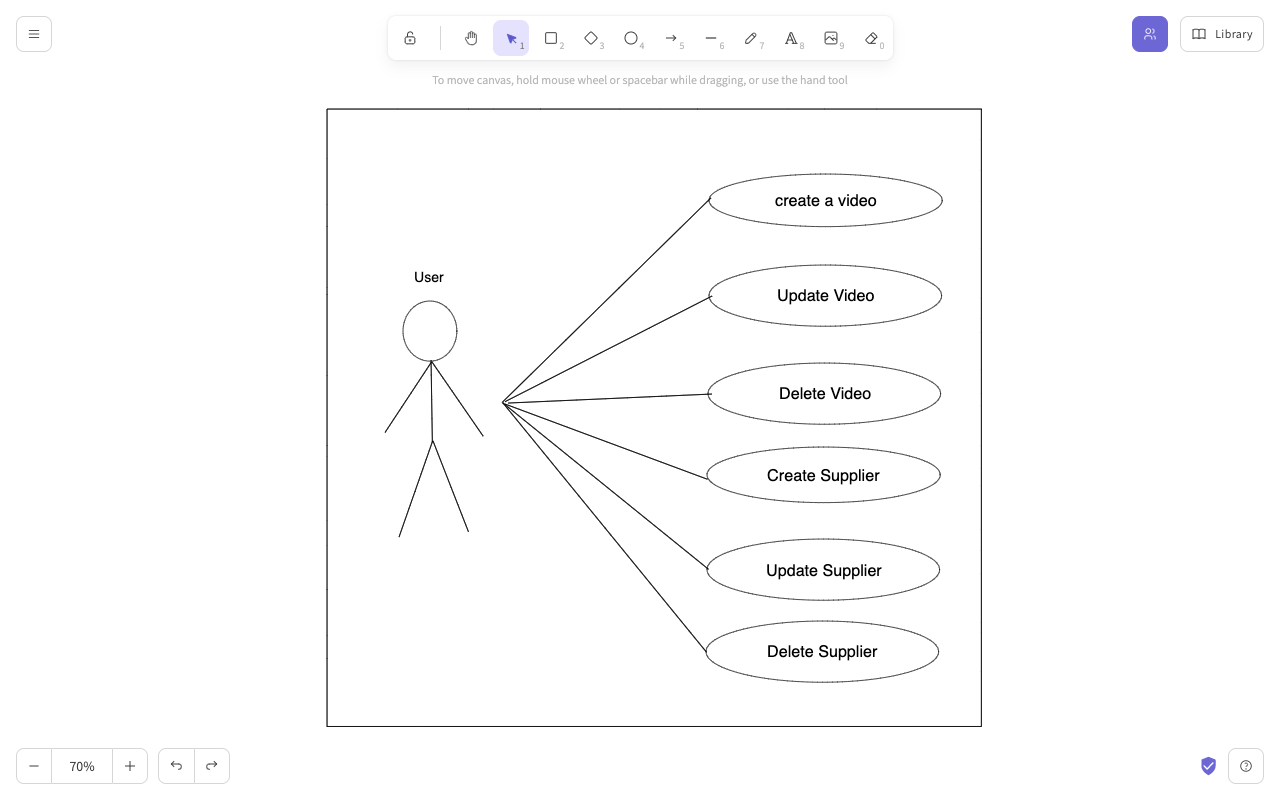 1
2
3
4
5
6
7
8
9
0
Library
To move canvas, hold mouse wheel or spacebar while dragging, or use the hand tool
create a video
User
Update Video
Delete Video
Create Supplier
Update Supplier
Delete Supplier
70%